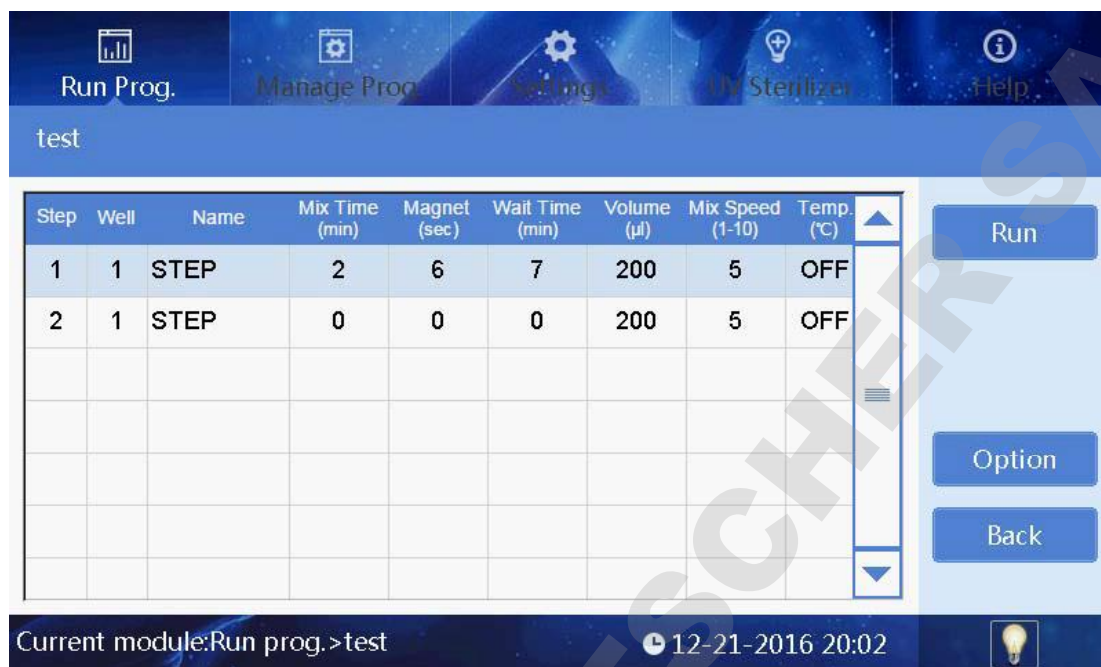 Run Prog. Manage Prog. Settings UV Sterilizer Help
test
Step Well Name Mix Time (min) Magnet (sec) Wait Time (min) Volume (µl) Mix Speed (1-10) Temp. (℃)
1 1 STEP 2 6 7 200 5 OFF
2 1 STEP 0 0 0 200 5 OFF
Run
Option
Back
Current module:Run prog.>test 12-21-2016 20:02